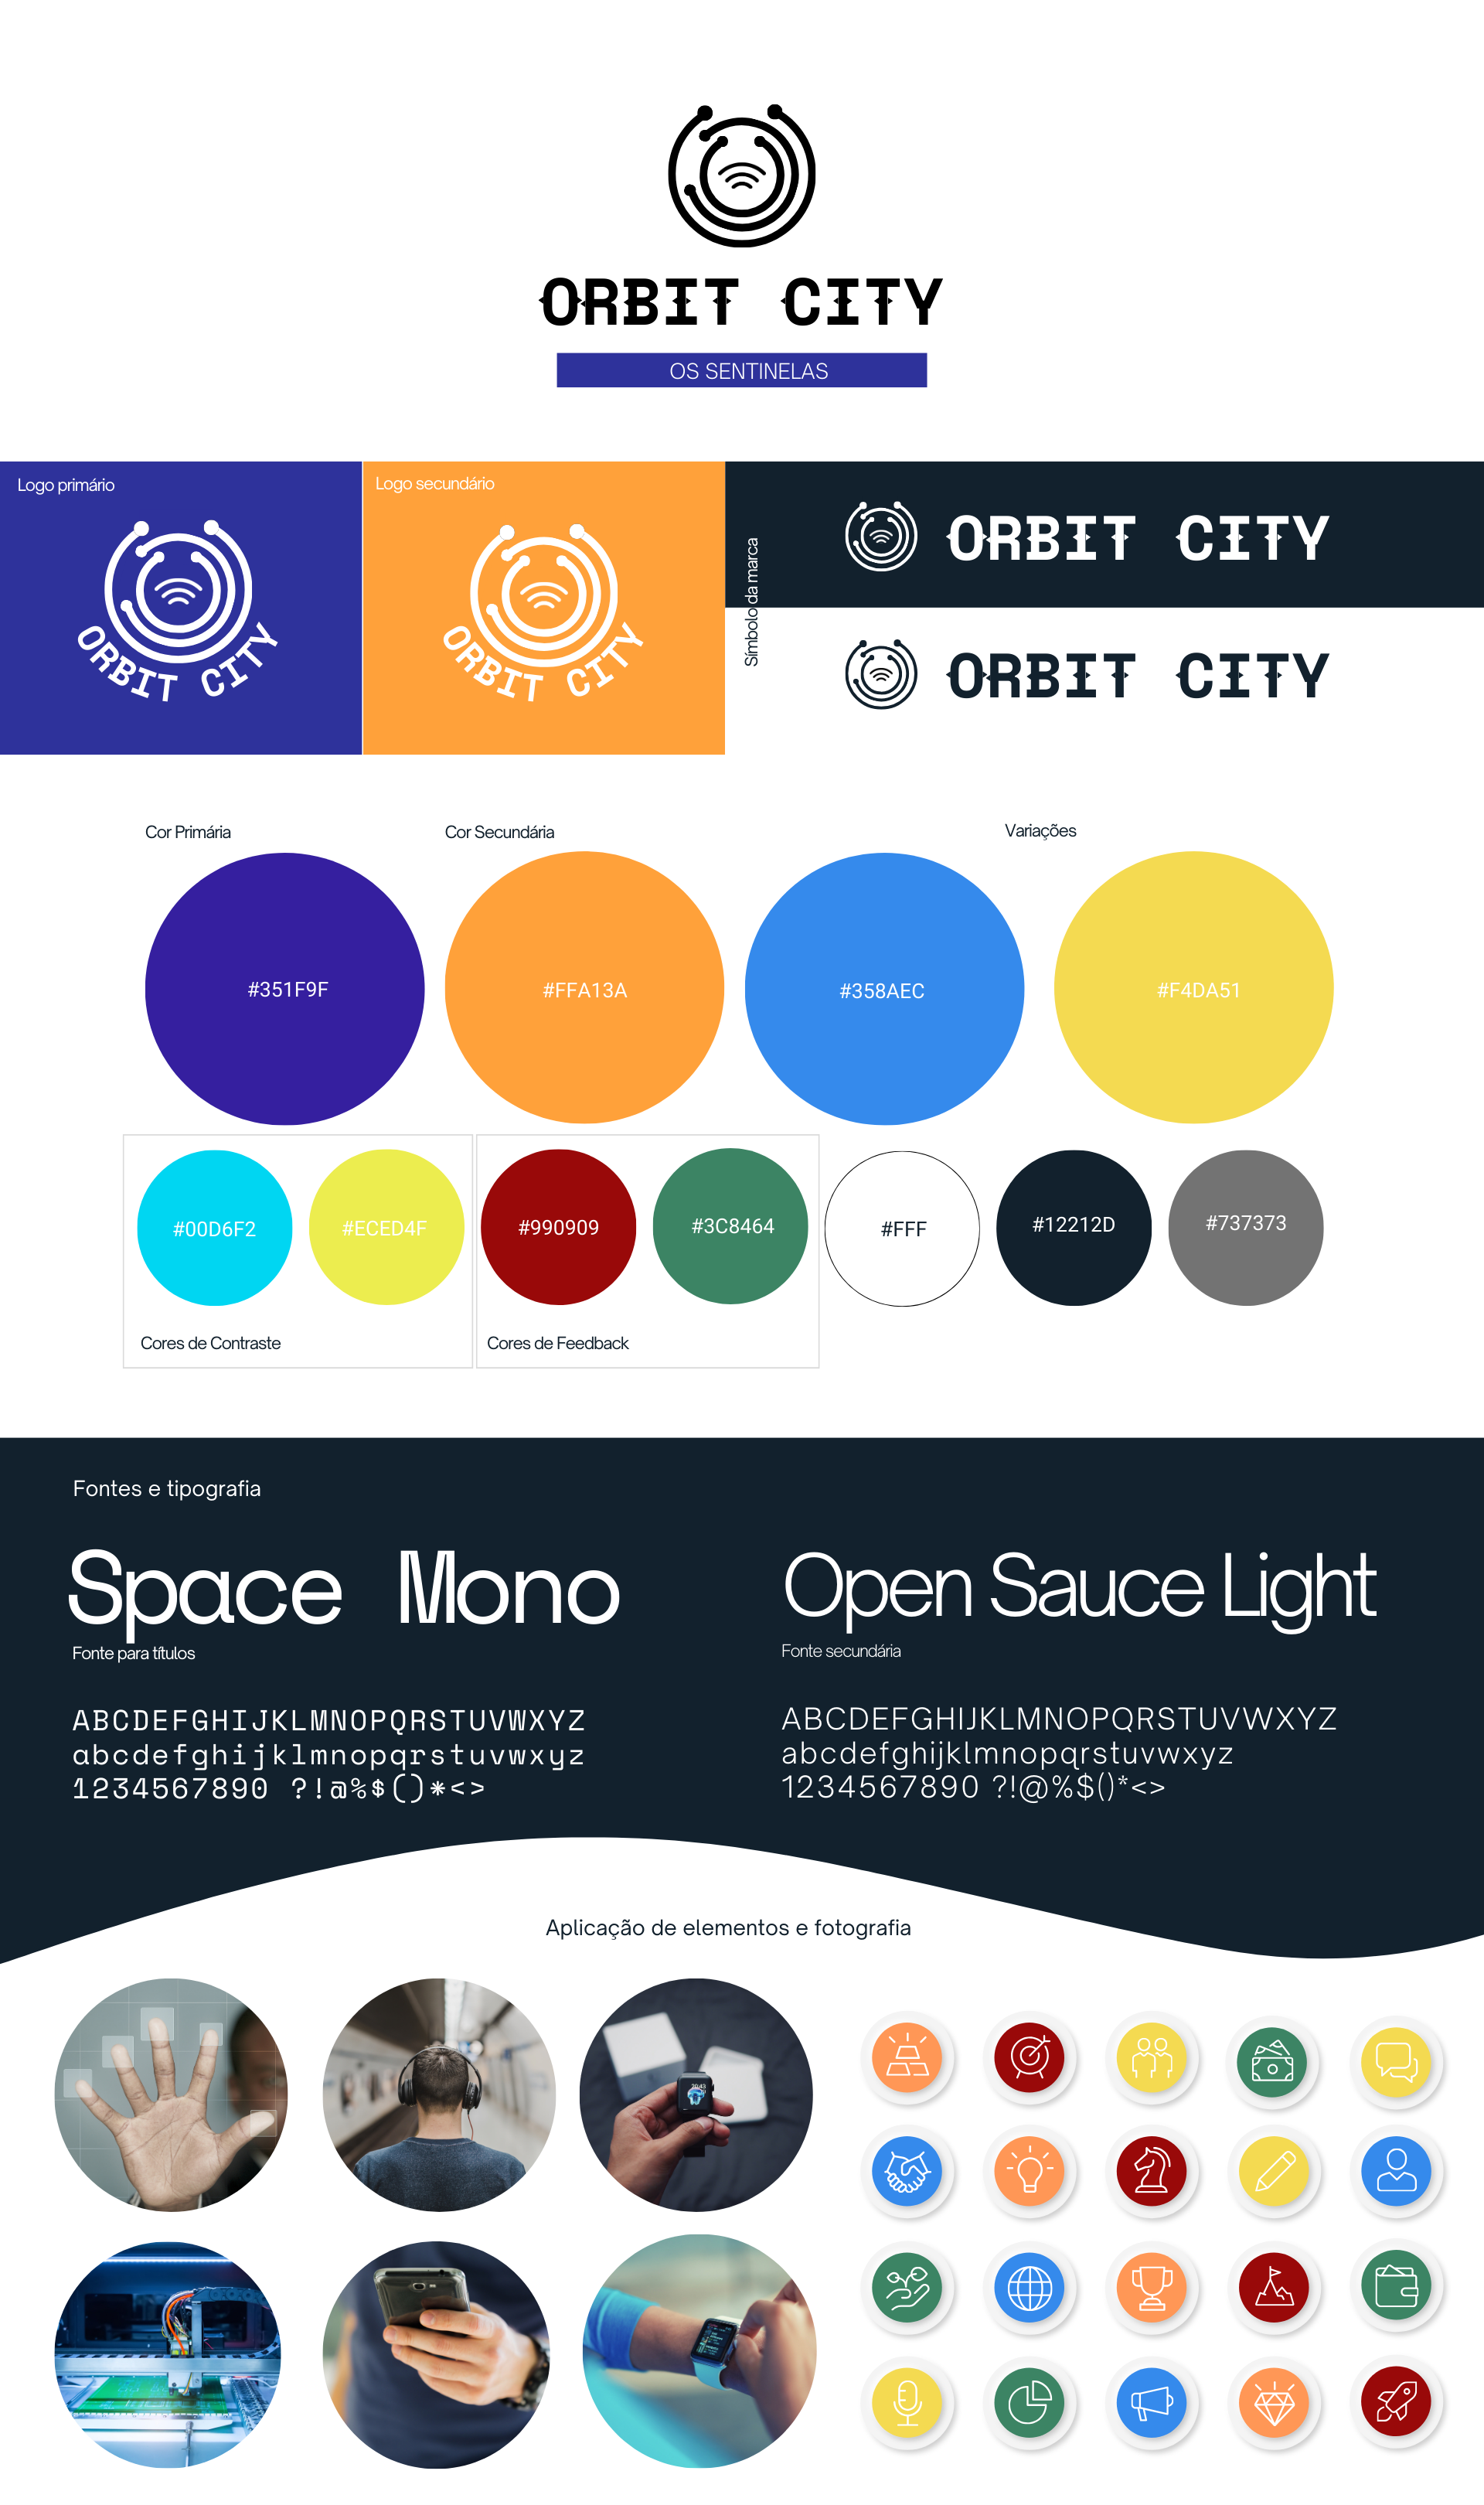 ORBIT CITY
OS SENTINELAS
Logo primário
ORBIT CITY
Logo secundário
ORBIT CITY
Símbolo da marca
ORBIT CITY
ORBIT CITY
Cor Primária
Cor Secundária
Variações
#351F9F
#FFA13A
#358AEC
#F4DA51
#00D6F2
#ECED4F
#990909
#3C8464
#FFF
#12212D
#737373
Cores de Contraste
Cores de Feedback
Fontes e tipografia
Space Mono
Fonte para títulos
ABCDEFGHIJKLMNOPQRSTUVWXYZ
abcdefghijklmnopqrstuvwxyz
1234567890 ?!@%$()*<>
Open Sauce Light
Fonte secundária
ABCDEFGHIJKLMNOPQRSTUVWXYZ
abcdefghijklmnopqrstuvwxyz
1234567890 ?!@%$()*<>
Aplicação de elementos e fotografia